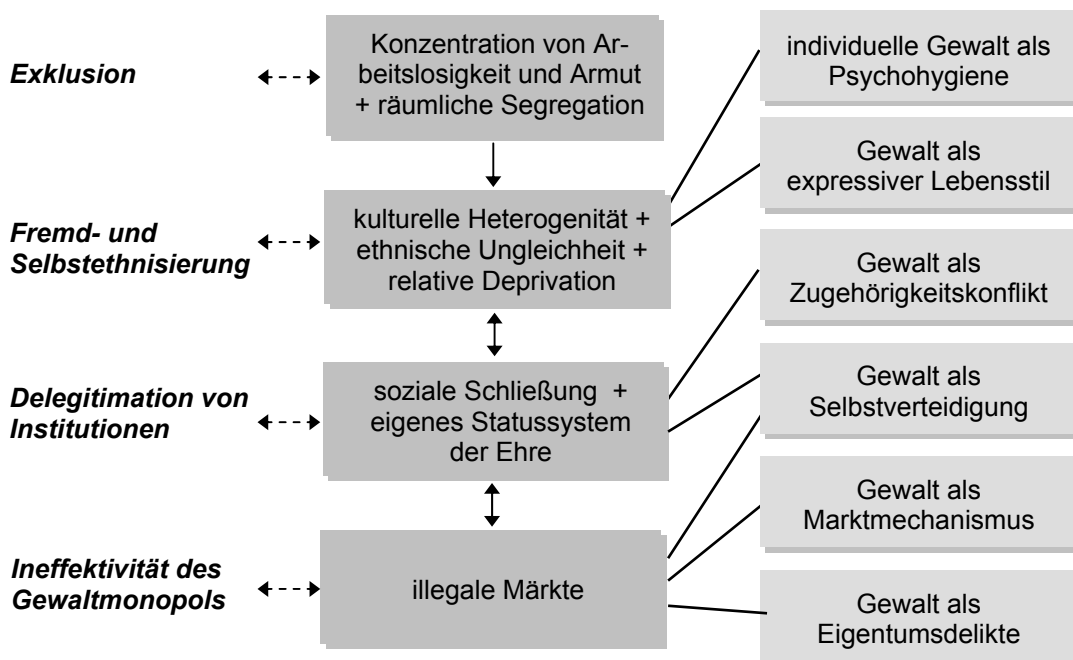 Exklusion
Konzentration von Ar-
beitslosigkeit und Armut
+ räumliche Segregation
Fremd- und
Selbstethnisierung
kulturelle Heterogenität +
ethnische Ungleichheit +
relative Deprivation
Delegitimation von
Institutionen
soziale Schließung +
eigenes Statussystem
der Ehre
Ineffektivität des
Gewaltmonopols
illegale Märkte
individuelle Gewalt als
Psychohygiene
Gewalt als
expressiver Lebensstil
Gewalt als
Zugehörigkeitskonflikt
Gewalt als
Selbstverteidigung
Gewalt als
Marktmechanismus
Gewalt als
Eigentumsdelikte